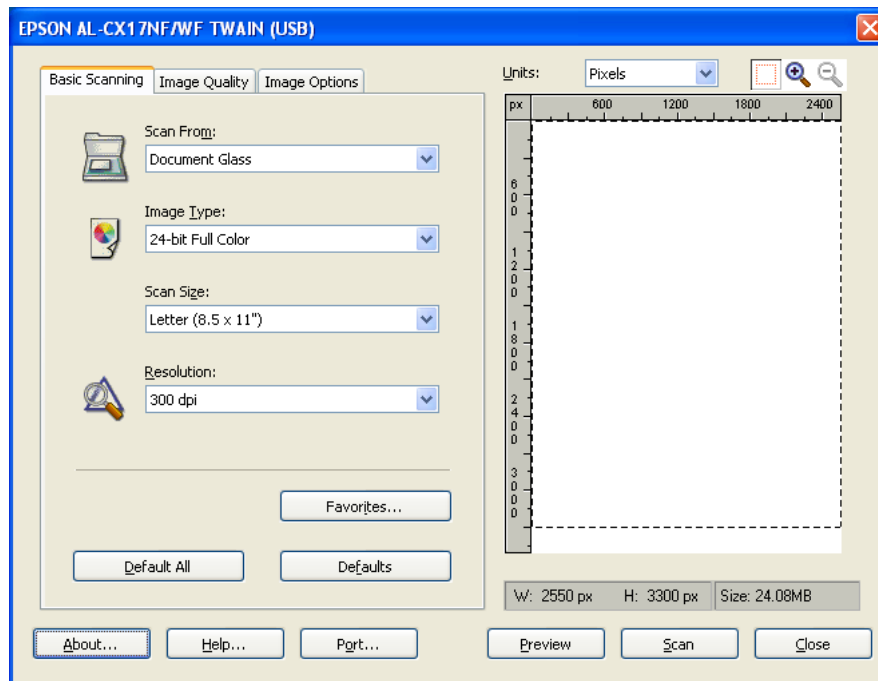 EPSON AL-CX17NF/WF TWAIN (USB)
Basic Scanning Image Quality Image Options
Scan From:
Document Glass
Image Type:
24-bit Full Color
Scan Size:
Letter (8.5 x 11")
Resolution:
300 dpi
Favorites...
Default All Defaults
Units: Pixels
px 600 1200 1800 2400
600
1200
1800
2400
3000
W: 2550 px H: 3300 px Size: 24.08MB
About... Help... Port... Preview Scan Close